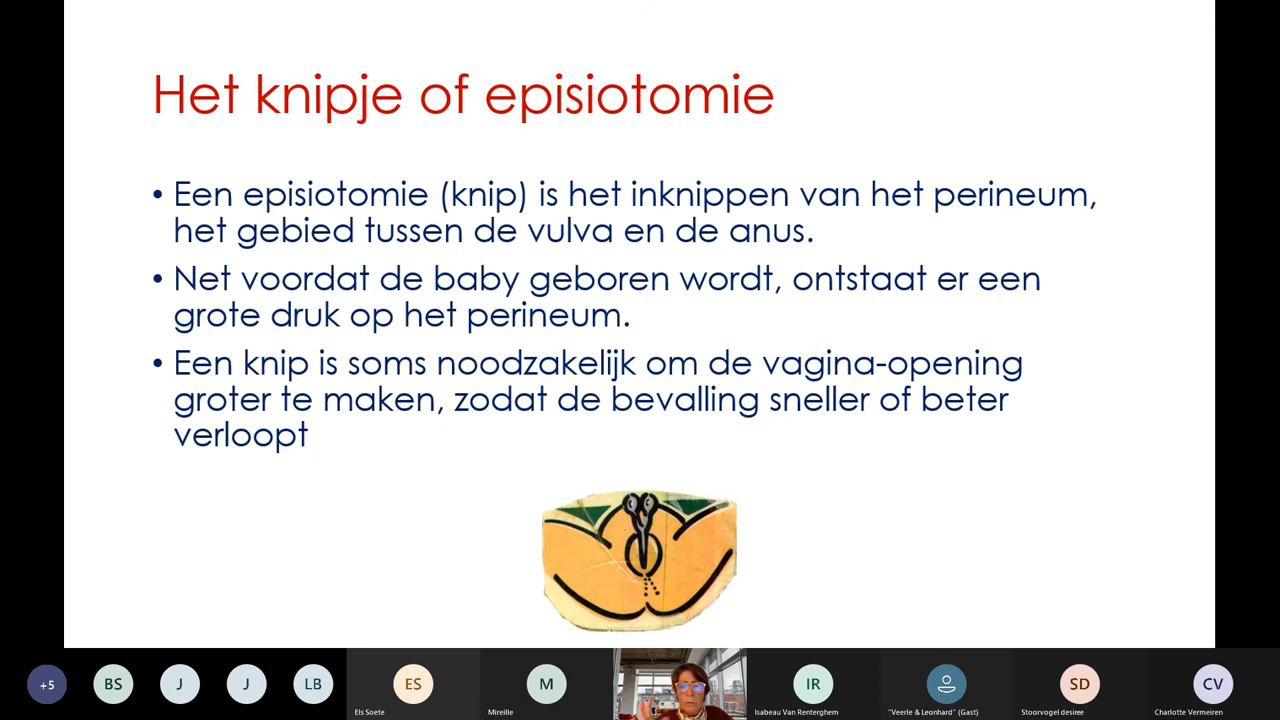 Het knipje of episiotomie
• Een episiotomie (knip) is het inknippen van het perineum,
het gebied tussen de vulva en de anus.
• Net voordat de baby geboren wordt, ontstaat er een
grote druk op het perineum.
• Een knip is soms noodzakelijk om de vagina-opening
groter te maken, zodat de bevalling sneller of beter
verloopt
+5
BS
J
J
LB
ES
M
IR
SD
CV
Els Soete
Mireille
Isabeau Van Renterghem
"Veerle & Leonhard" (Gast)
Stoorvogel desiree
Charlotte Vermeiren